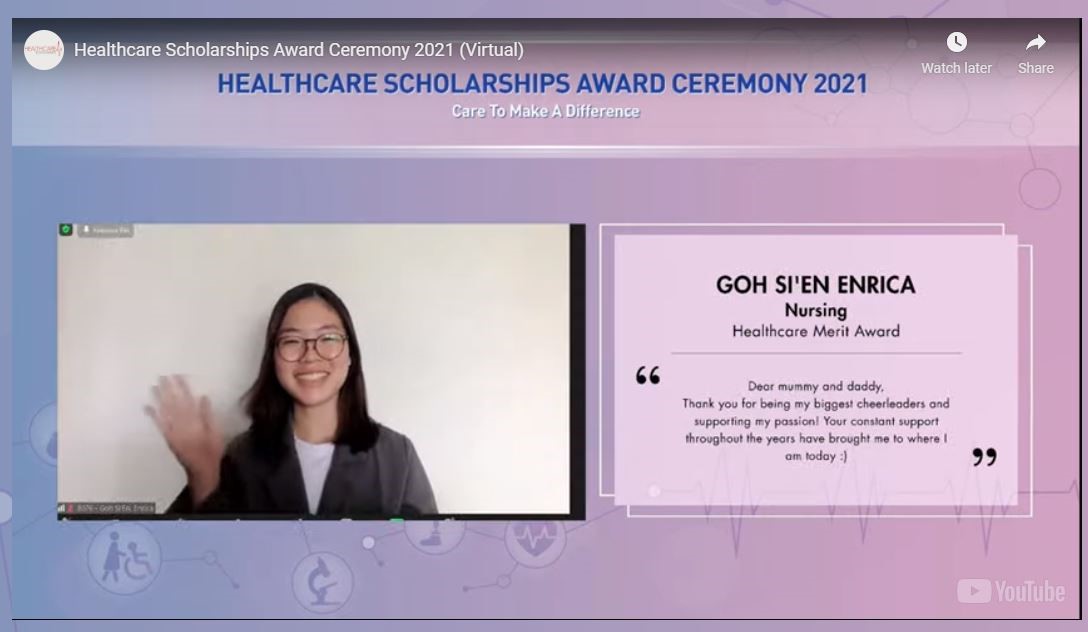 Healthcare Scholarships Award Ceremony 2021 (Virtual)
Watch later
Share
HEALTHCARE SCHOLARSHIPS AWARD CEREMONY 2021
Care To Make A Difference
GOH SI'EN ENRICA
Nursing
Healthcare Merit Award
“
Dear mummy and daddy,
Thank you for being my biggest cheerleaders and
supporting my passion! Your constant support
throughout the years have brought me to where I
am today :)
”
Goh Si'En, Enrica
YouTube